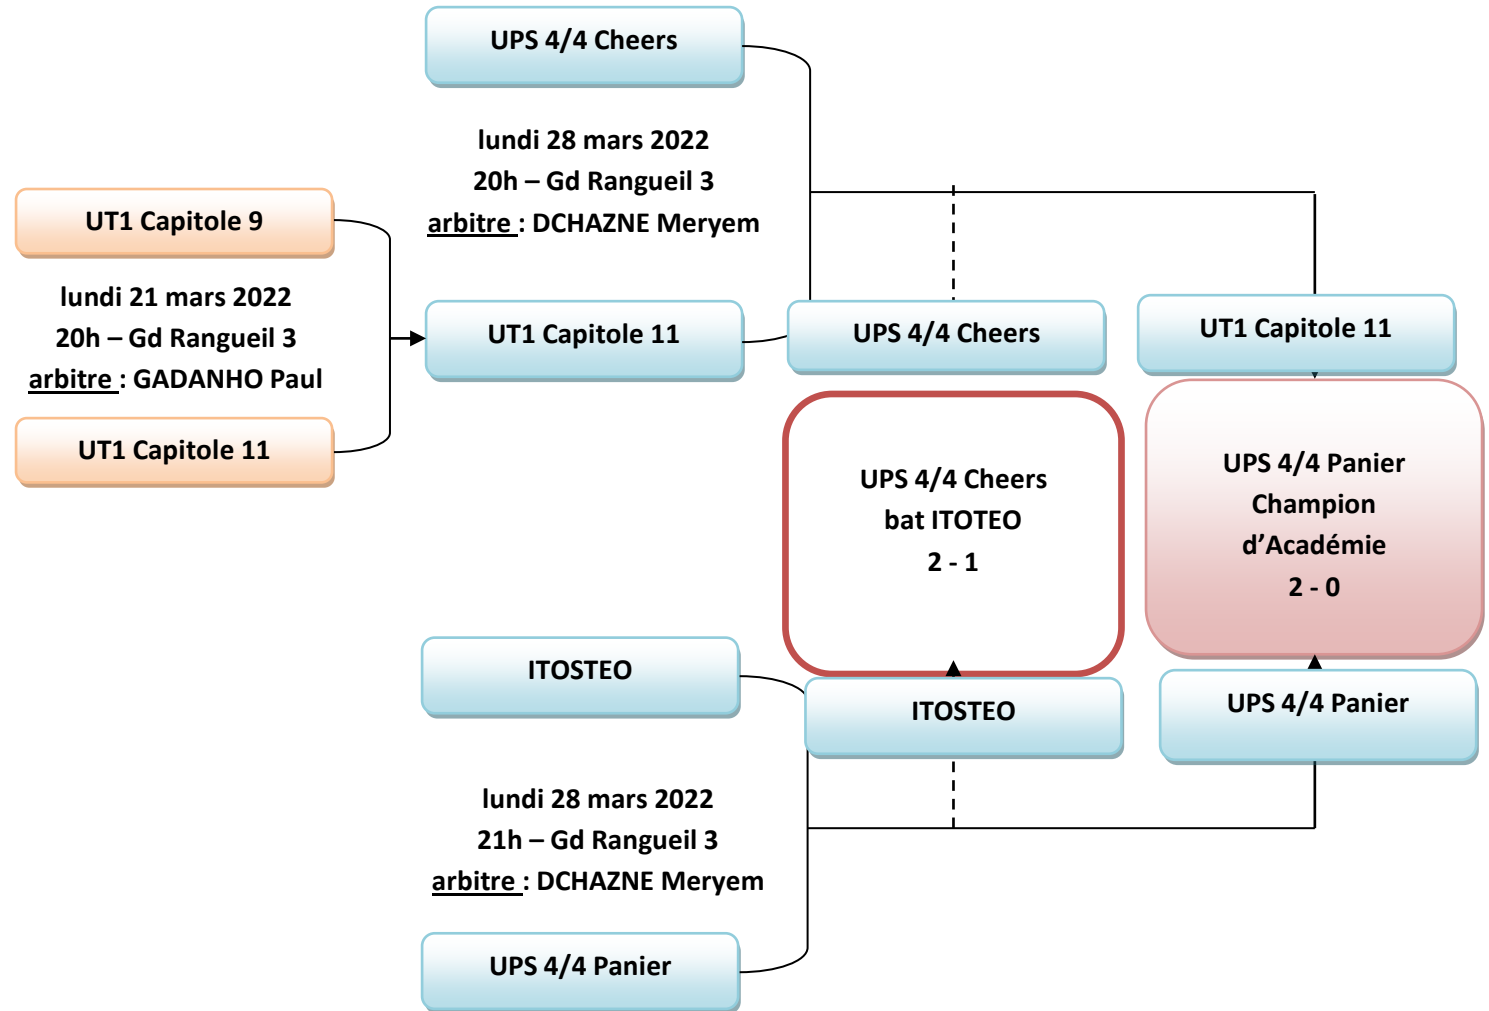 UPS 4/4 Cheers
lundi 28 mars 2022
20h – Gd Rangueil 3
arbitre : DCHAZNE Meryem
UT1 Capitole 9
lundi 21 mars 2022
20h – Gd Rangueil 3
arbitre : GADANHO Paul
UT1 Capitole 11
UT1 Capitole 11
UPS 4/4 Cheers
UT1 Capitole 11
UPS 4/4 Cheers
bat ITOTEO
2 - 1
UPS 4/4 Panier
Champion
d’Académie
2 - 0
ITOSTEO
ITOSTEO
UPS 4/4 Panier
lundi 28 mars 2022
21h – Gd Rangueil 3
arbitre : DCHAZNE Meryem
UPS 4/4 Panier